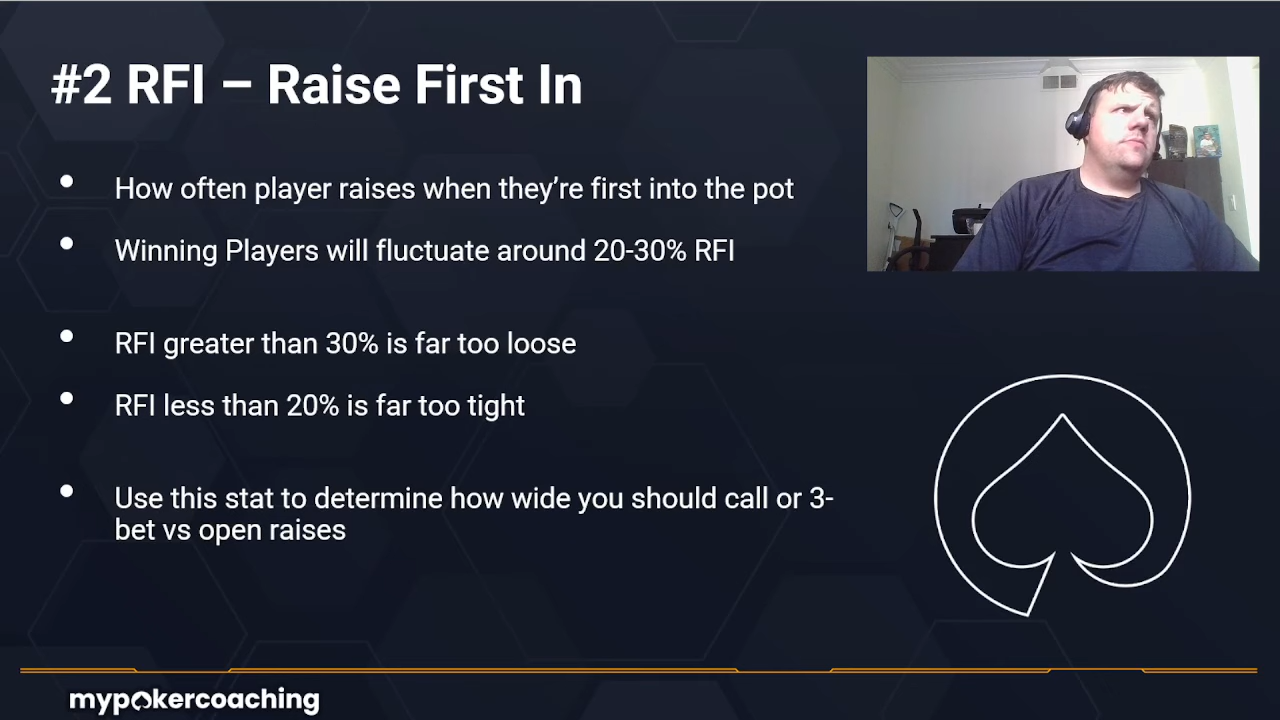 #2 RFI – Raise First In
• How often player raises when they’re first into the pot
• Winning Players will fluctuate around 20-30% RFI
• RFI greater than 30% is far too loose
• RFI less than 20% is far too tight
• Use this stat to determine how wide you should call or 3-
bet vs open raises
mypokercoaching